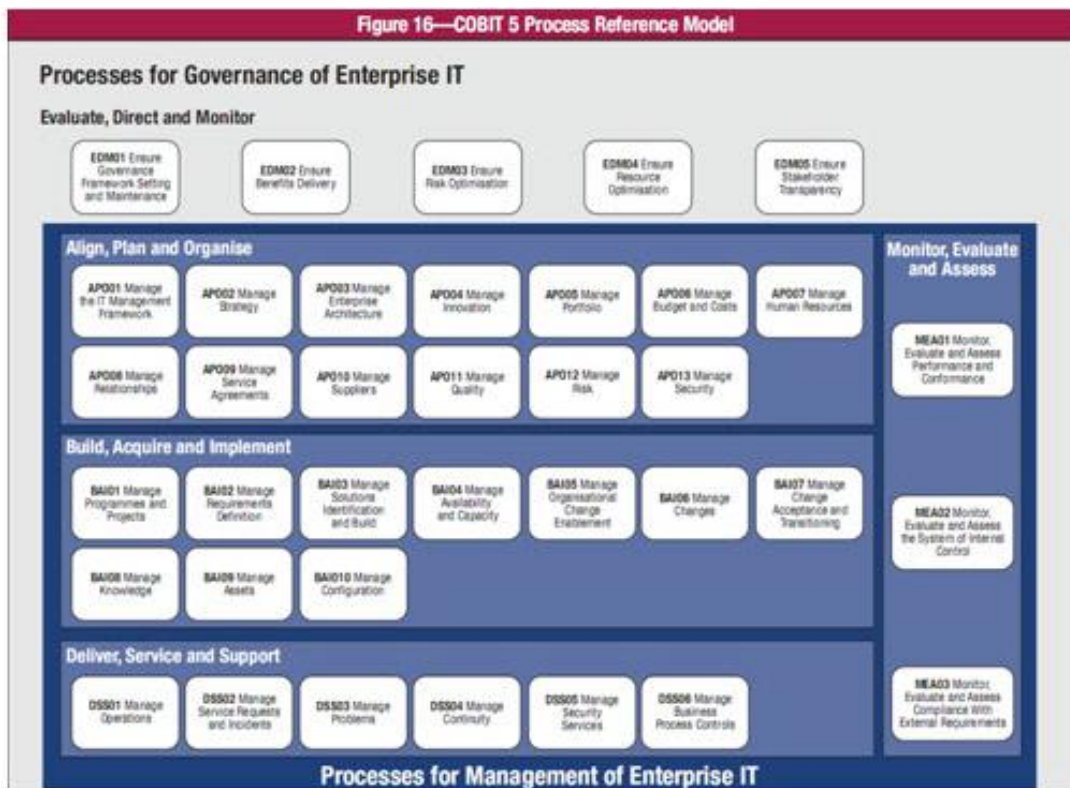 Figure 16—COBIT 5 Process Reference Model
Processes for Governance of Enterprise IT
Evaluate, Direct and Monitor
EDM01 Ensure
Governance
Framework Setting
and Maintenance
EDM02 Ensure
Benefits Delivery
EDM03 Ensure
Risk Optimisation
EDM04 Ensure
Resource
Optimisation
EDM05 Ensure
Stakeholder
Transparency
Align, Plan and Organise
APO01 Manage
the IT Management
Framework
APO02 Manage
Strategy
APO03 Manage
Enterprise
Architecture
APO04 Manage
Innovation
APO05 Manage
Portfolio
APO06 Manage
Budget and Costs
APO07 Manage
Human Resources
APO08 Manage
Relationships
APO09 Manage
Service
Agreements
APO10 Manage
Suppliers
APO11 Manage
Quality
APO12 Manage
Risk
APO13 Manage
Security
Build, Acquire and Implement
BAI01 Manage
Programmes and
Projects
BAI02 Manage
Requirements
Definition
BAI03 Manage
Solutions
Identification
and Build
BAI04 Manage
Availability
and Capacity
BAI05 Manage
Organisational
Change
Enablement
BAI06 Manage
Changes
BAI07 Manage
Change
Acceptance and
Transitioning
BAI08 Manage
Knowledge
BAI09 Manage
Assets
BAI010 Manage
Configuration
Deliver, Service and Support
DSS01 Manage
Operations
DSS02 Manage
Service Requests
and Incidents
DSS03 Manage
Problems
DSS04 Manage
Continuity
DSS05 Manage
Security
Services
DSS06 Manage
Business
Process Controls
Monitor, Evaluate
and Assess
MEA01 Monitor,
Evaluate and Assess
Performance and
Conformance
MEA02 Monitor,
Evaluate and Assess
the System of Internal
Control
MEA03 Monitor,
Evaluate and Assess
Compliance With
External Requirements
Processes for Management of Enterprise IT